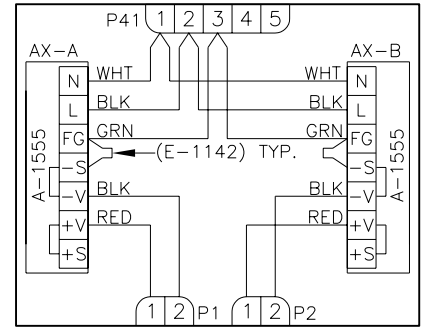 P41 1 2 3 4 5
AX-A AX-B
N WHT WHT N
L BLK BLK L
FG GRN GRN FG
(E-1142) TYP.
A-1555 A-1555
-S -S
-V BLK BLK -V
+V RED RED +V
+S +S
1 2 P1 1 2 P2